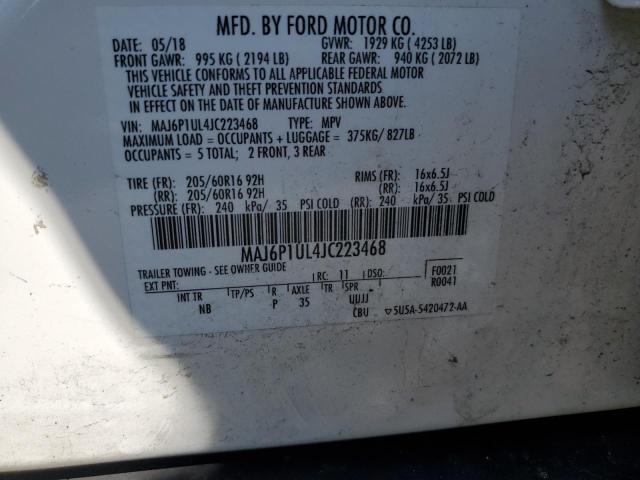 MFD. BY FORD MOTOR CO.
DATE: 05/18 GVWR: 1929 KG ( 4253 LB)
FRONT GAWR: 995 KG ( 2194 LB) REAR GAWR: 940 KG ( 2072 LB)
THIS VEHICLE CONFORMS TO ALL APPLICABLE FEDERAL MOTOR
VEHICLE SAFETY AND THEFT PREVENTION STANDARDS
IN EFFECT ON THE DATE OF MANUFACTURE SHOWN ABOVE.
VIN: MAJ6P1UL4JC223468 TYPE: MPV
MAXIMUM LOAD = OCCUPANTS + LUGGAGE = 375KG/ 827LB
OCCUPANTS = 5 TOTAL; 2 FRONT, 3 REAR
TIRE (FR): 205/60R16 92H RIMS (FR): 16x6.5J
(RR): 205/60R16 92H (RR): 16x6.5J
PRESSURE (FR): 240 kPa/ 35 PSI COLD (RR): 240 kPa/ 35 PSI COLD
MAJ6P1UL4JC223468
TRAILER TOWING - SEE OWNER GUIDE F0021
EXT PNT: RC: 11 DSO: R0041
INT TR TP/PS R AXLE TR SPR
NB P 35 UUJJ
CBU 5U5A-5420472-AA